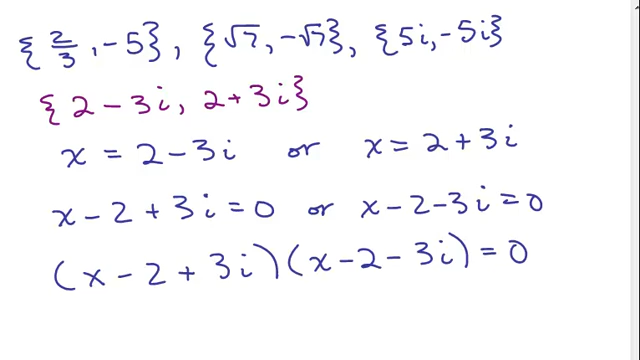 {2/3, -5}, {√7, -√7}, {5i, -5i}
{2 - 3i, 2 + 3i}
x = 2 - 3i or x = 2 + 3i
x - 2 + 3i = 0 or x - 2 - 3i = 0
(x - 2 + 3i)(x - 2 - 3i) = 0